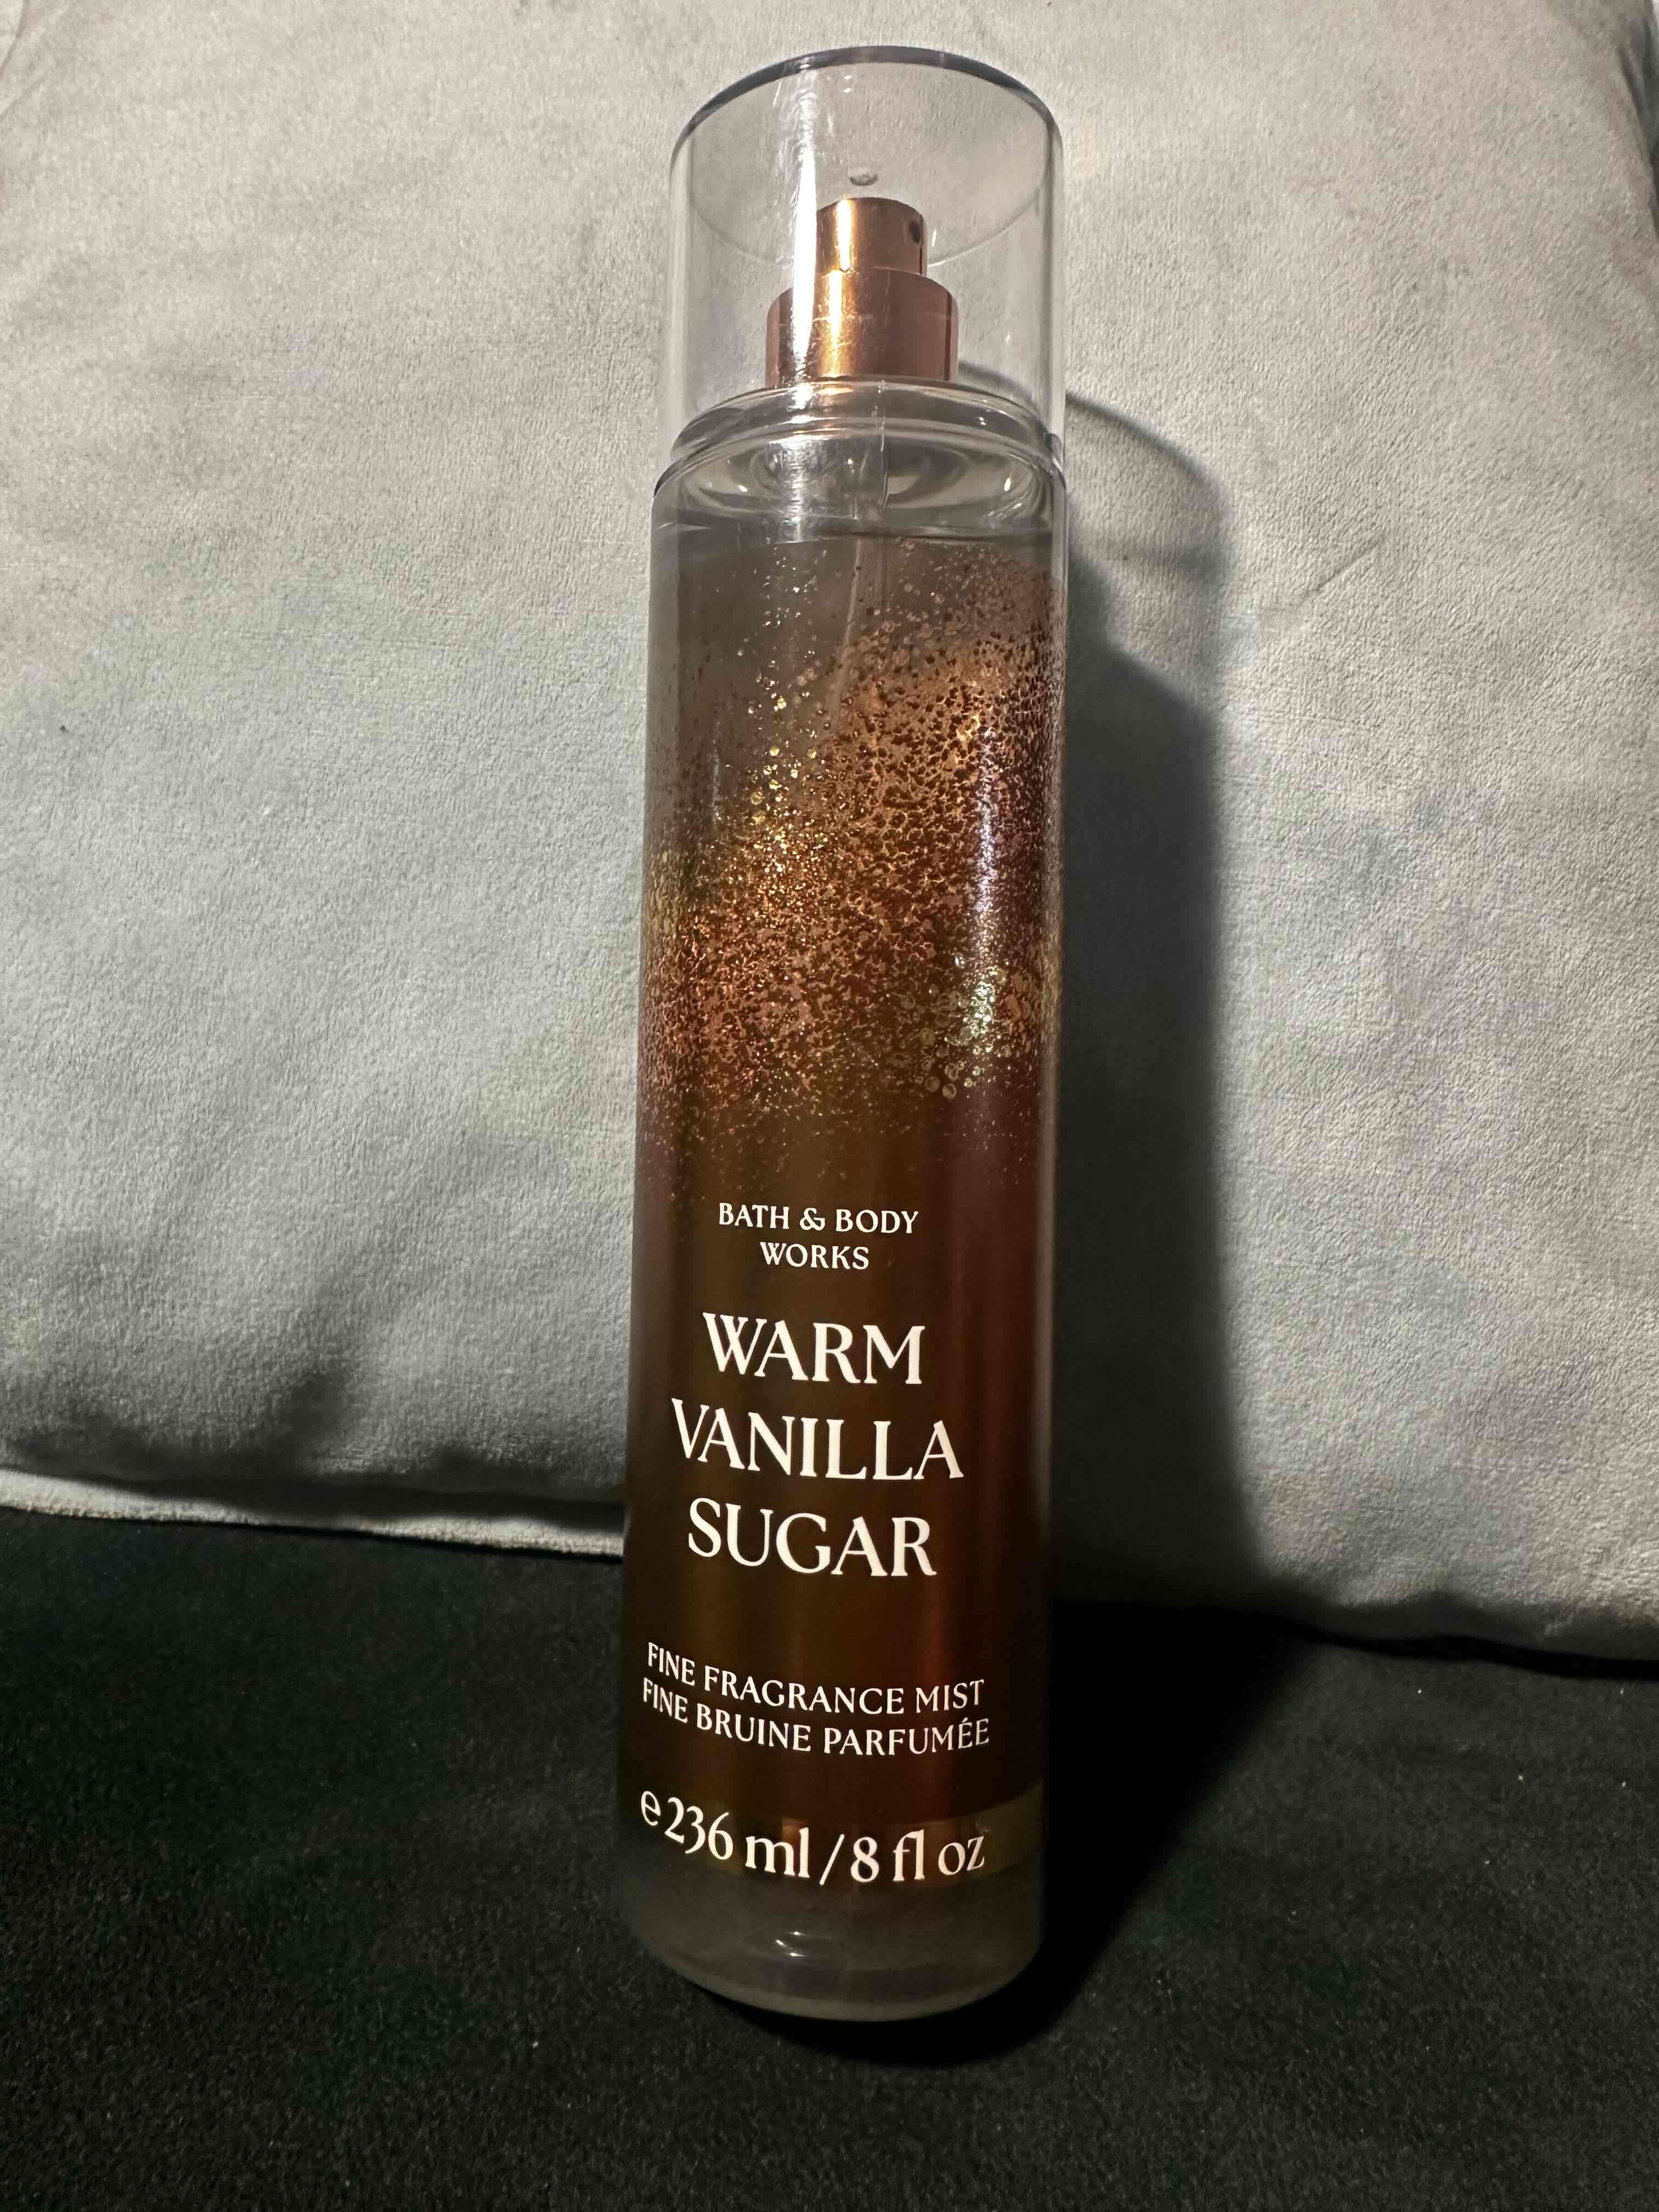 BATH & BODY
WORKS
WARM
VANILLA
SUGAR
FINE FRAGRANCE MIST
FINE BRUINE PARFUMÉE
℮ 236 ml / 8 fl oz